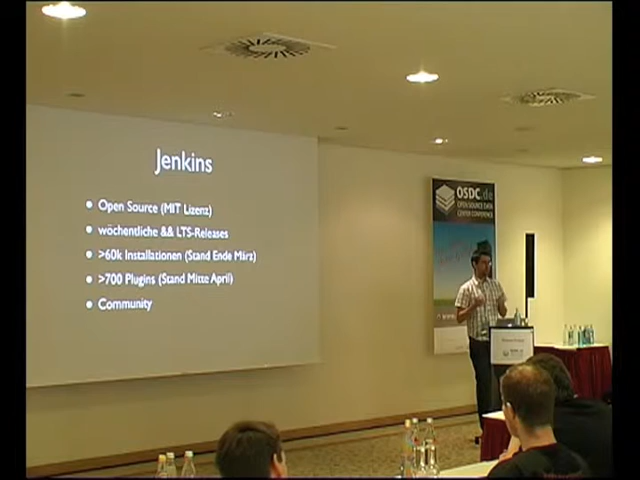 Jenkins
Open Source (MIT Lizenz)
wöchentliche && LTS-Releases
>60k Installationen (Stand Ende März)
>700 Plugins (Stand Mitte April)
Community
OSDC.de
OPEN SOURCE DATA
CENTER CONFERENCE